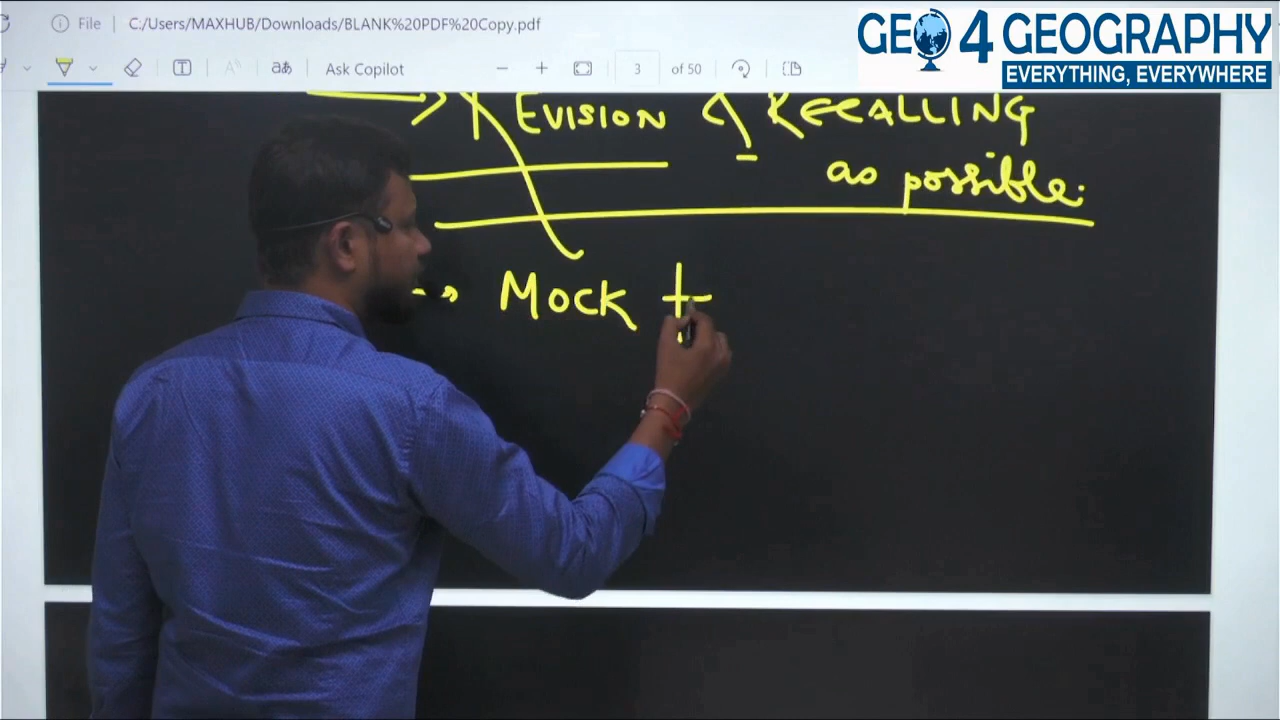 File C:/Users/MAXHUB/Downloads/BLANK%20PDF%20Copy.pdf
GEO 4 GEOGRAPHY
EVERYTHING, EVERYWHERE
Ask Copilot 3 of 50
REVISION & RECALLING
as possible.
MOCK t